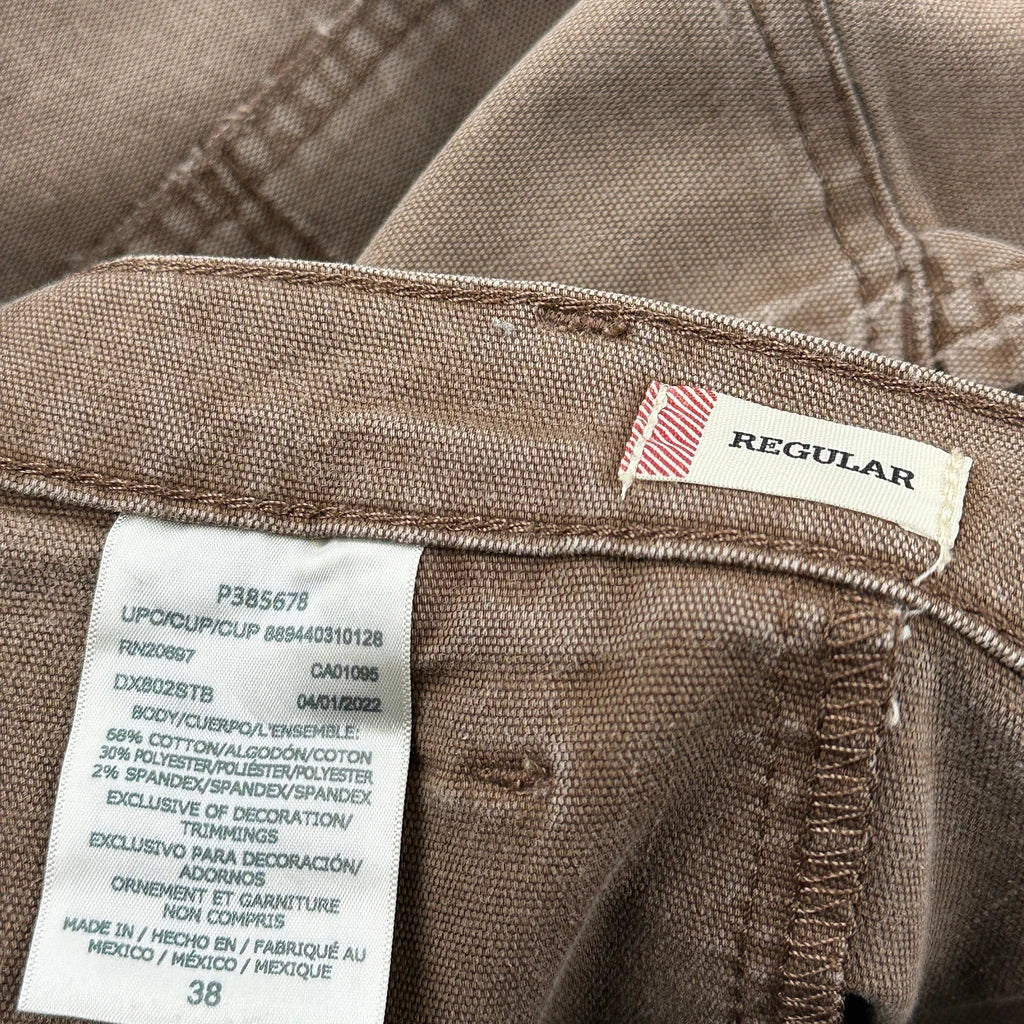 REGULAR
P385678
UPC/CUP/CUP 889440310128
RN20697
CA01095
DX802STB
04/01/2022
BODY/CUERPO/L'ENSEMBLE:
68% COTTON/ALGODÓN/COTON
30% POLYESTER/POLIÉSTER/POLYESTER
2% SPANDEX/SPANDEX/SPANDEX
EXCLUSIVE OF DECORATION/
TRIMMINGS
EXCLUSIVO PARA DECORACIÓN/
ADORNOS
ORNEMENT ET GARNITURE
NON COMPRIS
MADE IN / HECHO EN / FABRIQUÉ AU
MEXICO / MÉXICO / MEXIQUE
38